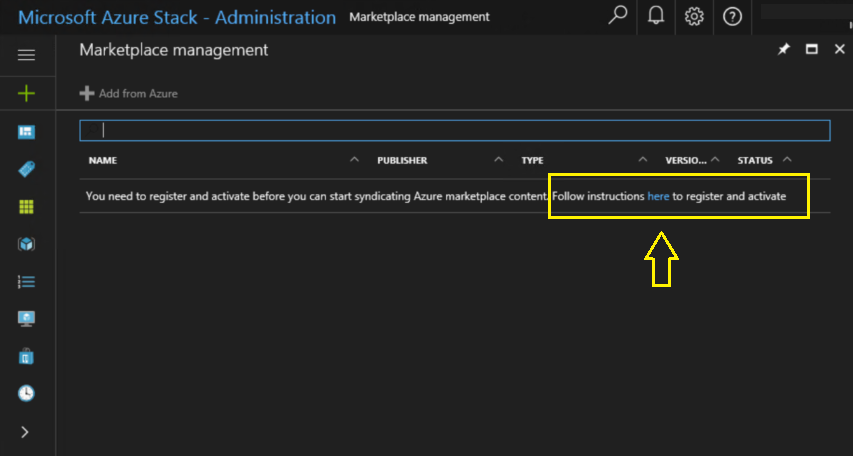 Microsoft Azure Stack - Administration Marketplace management
Marketplace management
Add from Azure
NAME PUBLISHER TYPE VERSIO... STATUS
You need to register and activate before you can start syndicating Azure marketplace content. Follow instructions here to register and activate